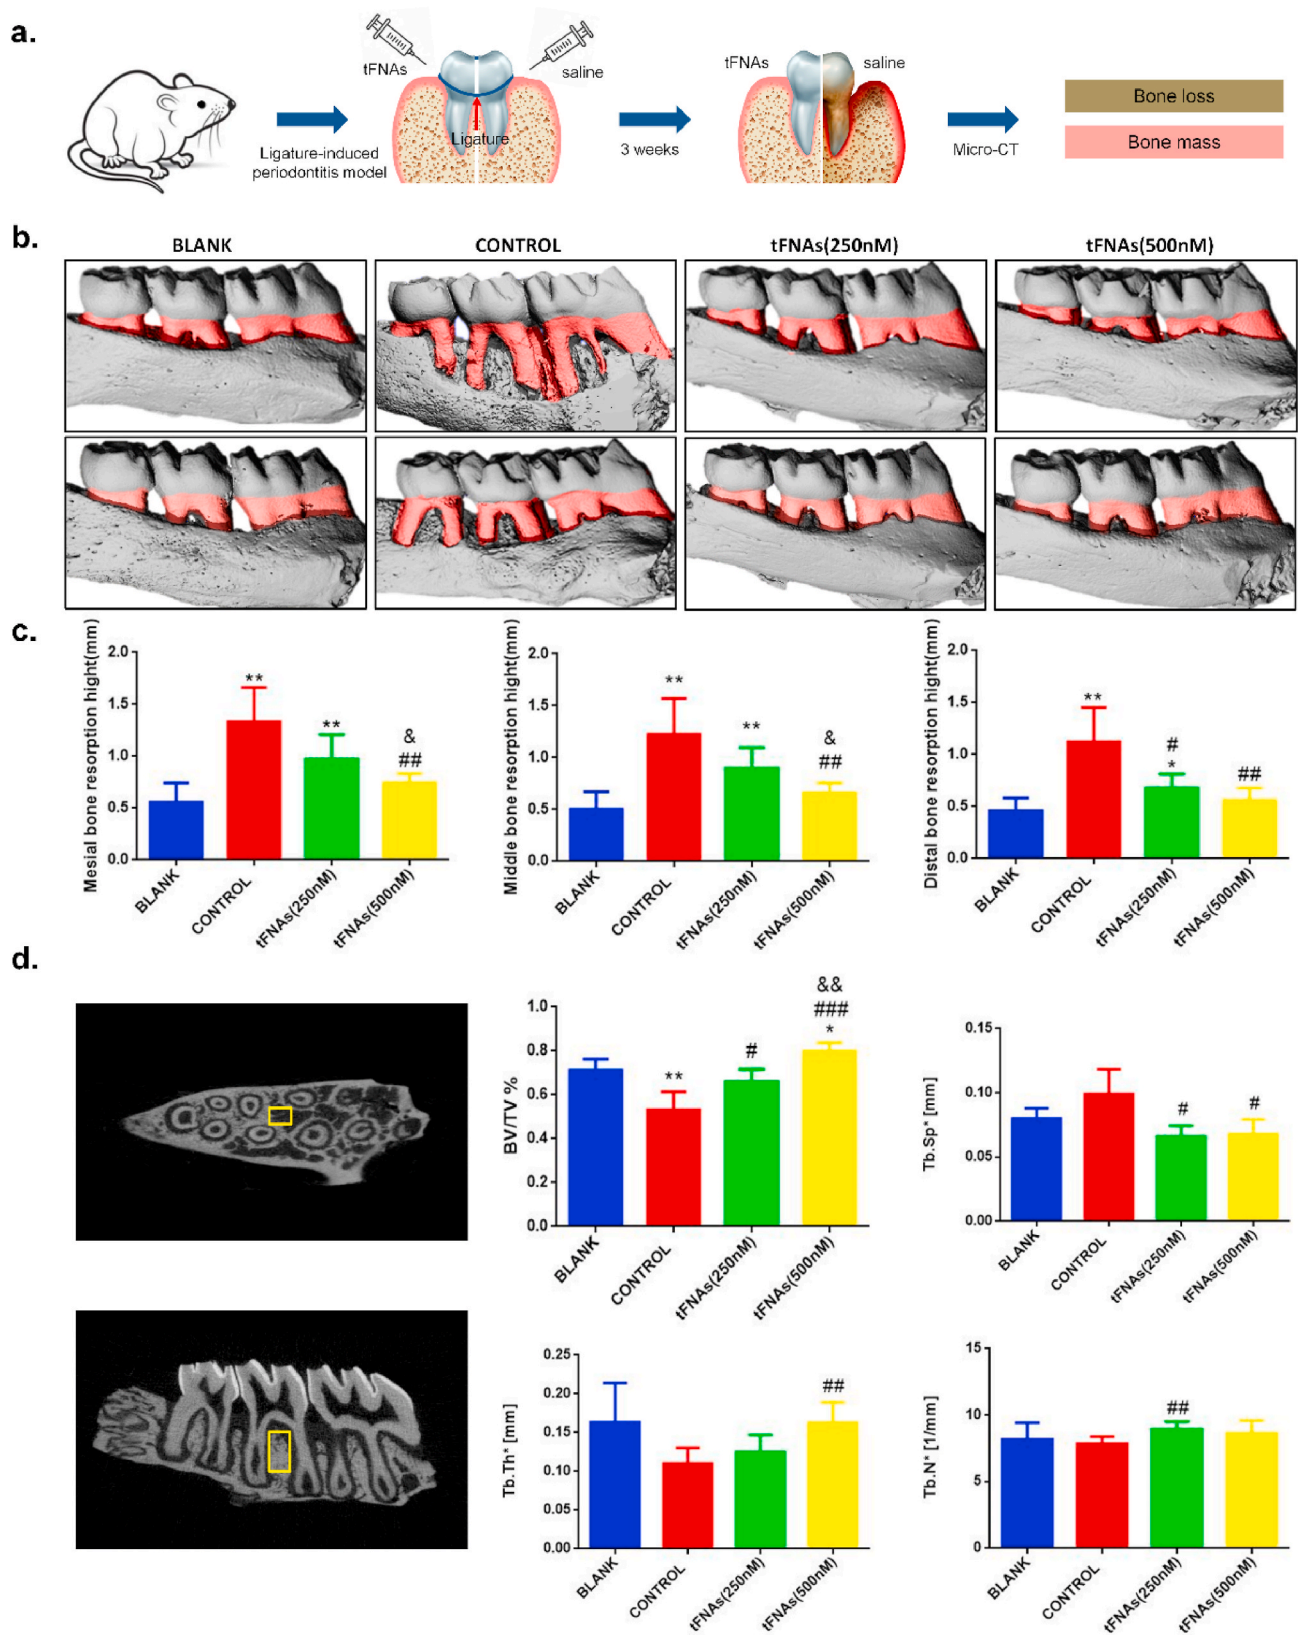 a.
tFNAs
saline
Ligature
Ligature-induced
periodontitis model
3 weeks
tFNAs
saline
Micro-CT
Bone loss
Bone mass
b.
BLANK
CONTROL
tFNAs(250nM)
tFNAs(500nM)
c.
Mesial bone resorption hight(mm)
2.0
1.5
1.0
0.5
0.0
**
**
&
##
BLANK
CONTROL
tFNAs(250nM)
tFNAs(500nM)
Middle bone resorption hight(mm)
2.0
1.5
1.0
0.5
0.0
**
**
&
##
BLANK
CONTROL
tFNAs(250nM)
tFNAs(500nM)
Distal bone resorption hight(mm)
2.0
1.5
1.0
0.5
0.0
**
#
*
##
BLANK
CONTROL
tFNAs(250nM)
tFNAs(500nM)
d.
BV/TV %
1.0
0.8
0.6
0.4
0.2
0.0
**
#
&&
###
*
BLANK
CONTROL
tFNAs(250nM)
tFNAs(500nM)
Tb.Sp* [mm]
0.15
0.10
0.05
0.00
#
#
BLANK
CONTROL
tFNAs(250nM)
tFNAs(500nM)
Tb.Th* [mm]
0.25
0.20
0.15
0.10
0.05
0.00
##
BLANK
CONTROL
tFNAs(250nM)
tFNAs(500nM)
Tb.N* [1/mm]
15
10
5
0
##
BLANK
CONTROL
tFNAs(250nM)
tFNAs(500nM)